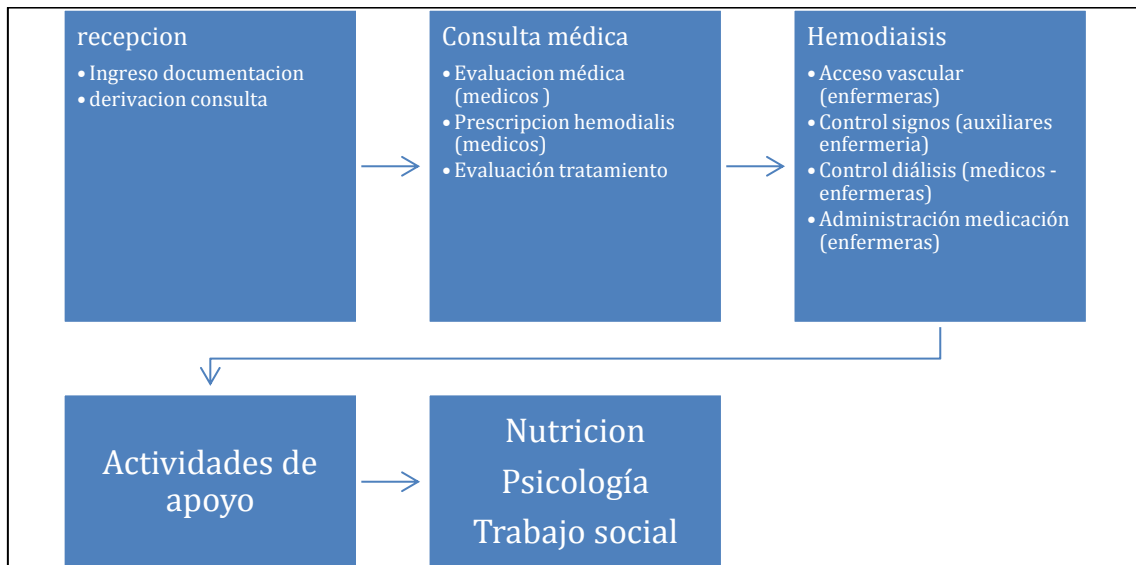 recepcion
• Ingreso documentacion
• derivacion consulta
Consulta médica
• Evaluacion médica
(medicos )
• Prescripcion hemodialis
(medicos)
• Evaluación tratamiento
Hemodiaisis
• Acceso vascular
(enfermeras)
• Control signos (auxiliares
enfermeria)
• Control diálisis (medicos -
enfermeras)
• Administración medicación
(enfermeras)
Actividades de
apoyo
Nutricion
Psicología
Trabajo social